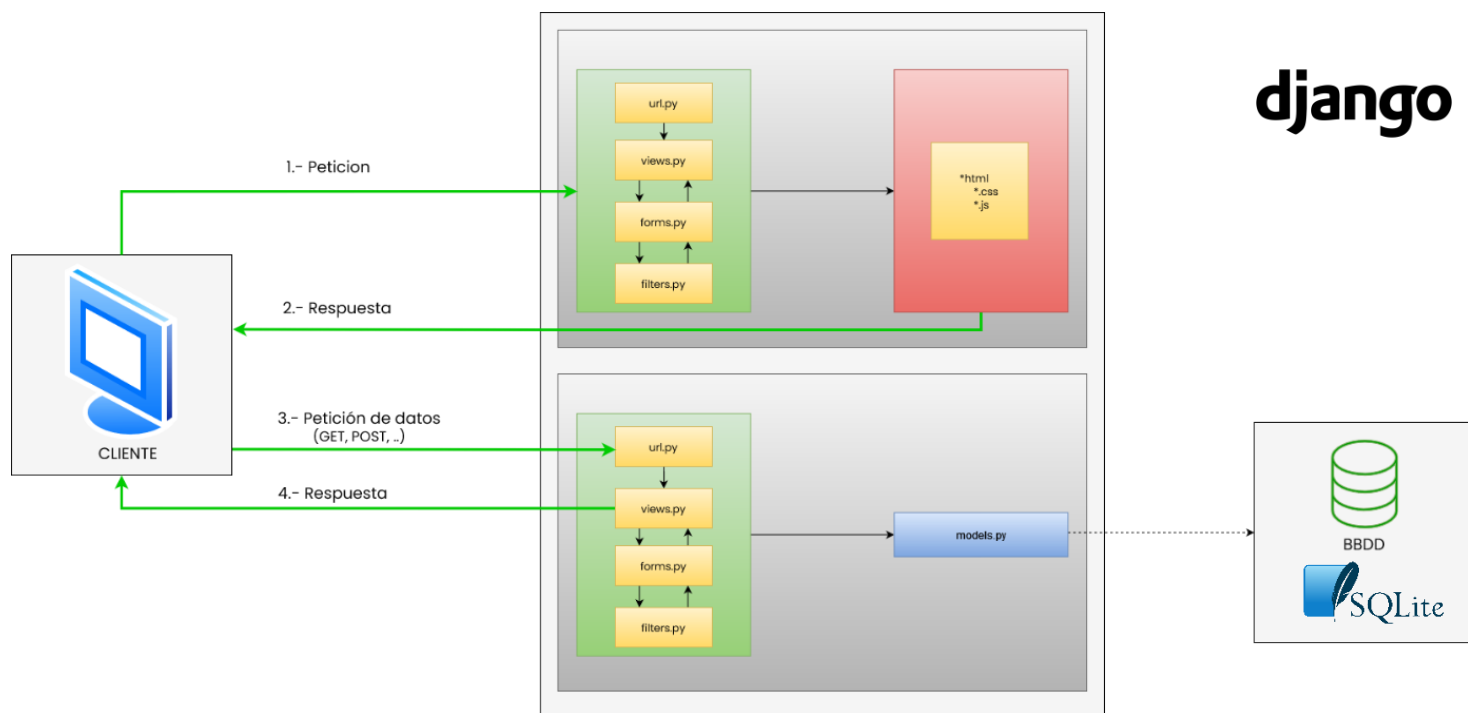 django
url.py
views.py
forms.py
filters.py
*html
*.css
*.js
1.- Peticion
2.- Respuesta
CLIENTE
3.- Petición de datos
(GET, POST, ..)
4.- Respuesta
url.py
views.py
forms.py
filters.py
models.py
BBDD
SQLite